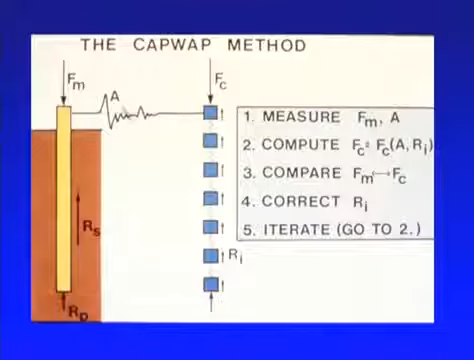 THE CAPWAP METHOD
Fm
A
Fc
1. MEASURE Fm, A
2. COMPUTE Fc= Fc(A, Ri)
3. COMPARE Fm↔Fc
4. CORRECT Ri
5. ITERATE (GO TO 2.)
Rs
Ri
Rp